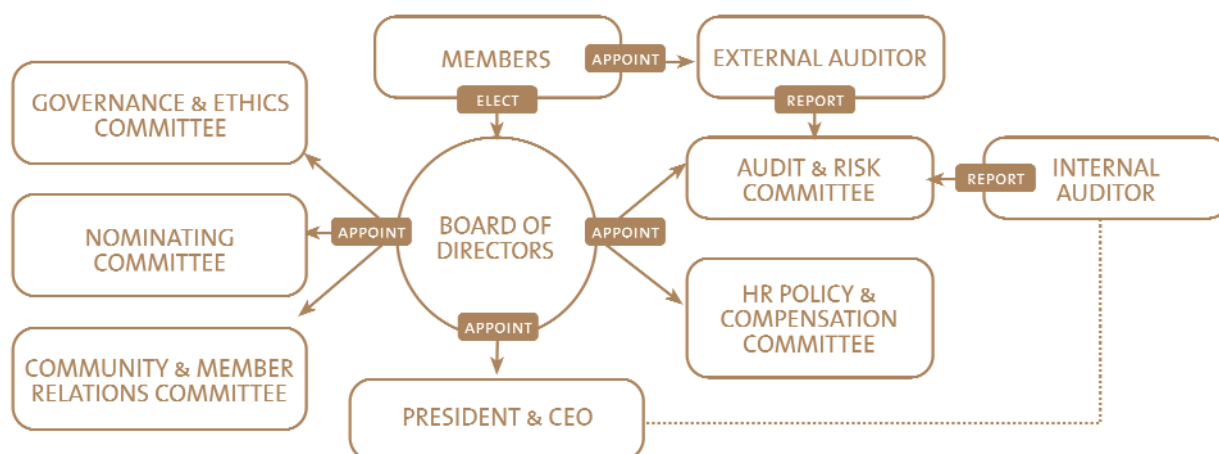 MEMBERS
APPOINT
EXTERNAL AUDITOR
ELECT
REPORT
GOVERNANCE & ETHICS
COMMITTEE
AUDIT & RISK
COMMITTEE
REPORT
INTERNAL
AUDITOR
NOMINATING
COMMITTEE
APPOINT
BOARD OF
DIRECTORS
APPOINT
HR POLICY &
COMPENSATION
COMMITTEE
APPOINT
COMMUNITY & MEMBER
RELATIONS COMMITTEE
PRESIDENT & CEO